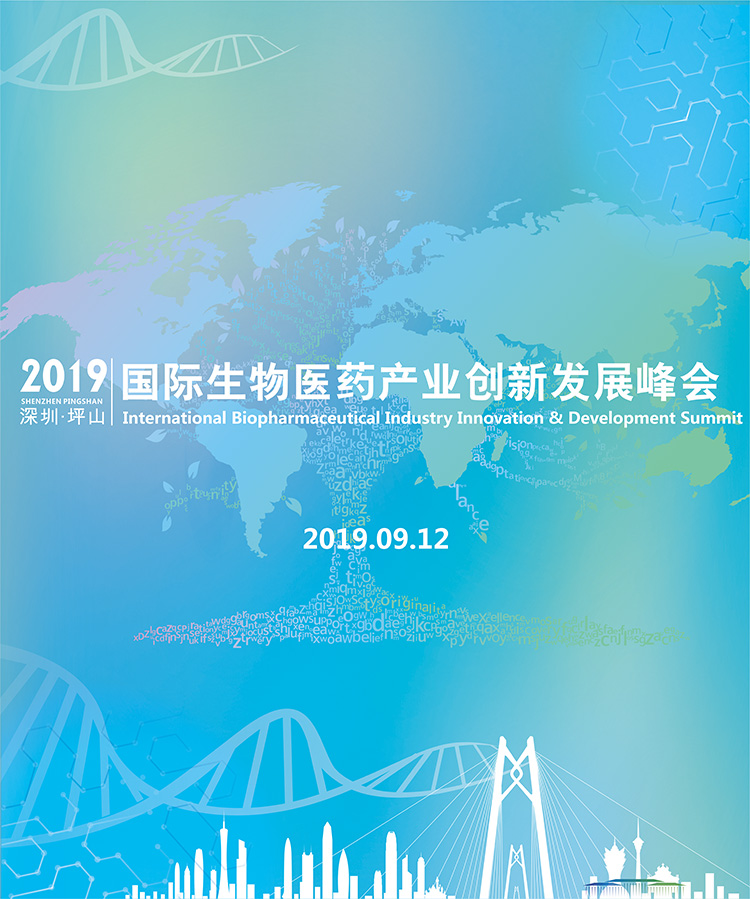 2019
SHENZHEN PINGSHAN
深圳·坪山
国际生物医药产业创新发展峰会
International Biopharmaceutical Industry Innovation & Development Summit
2019.09.12
opportunity